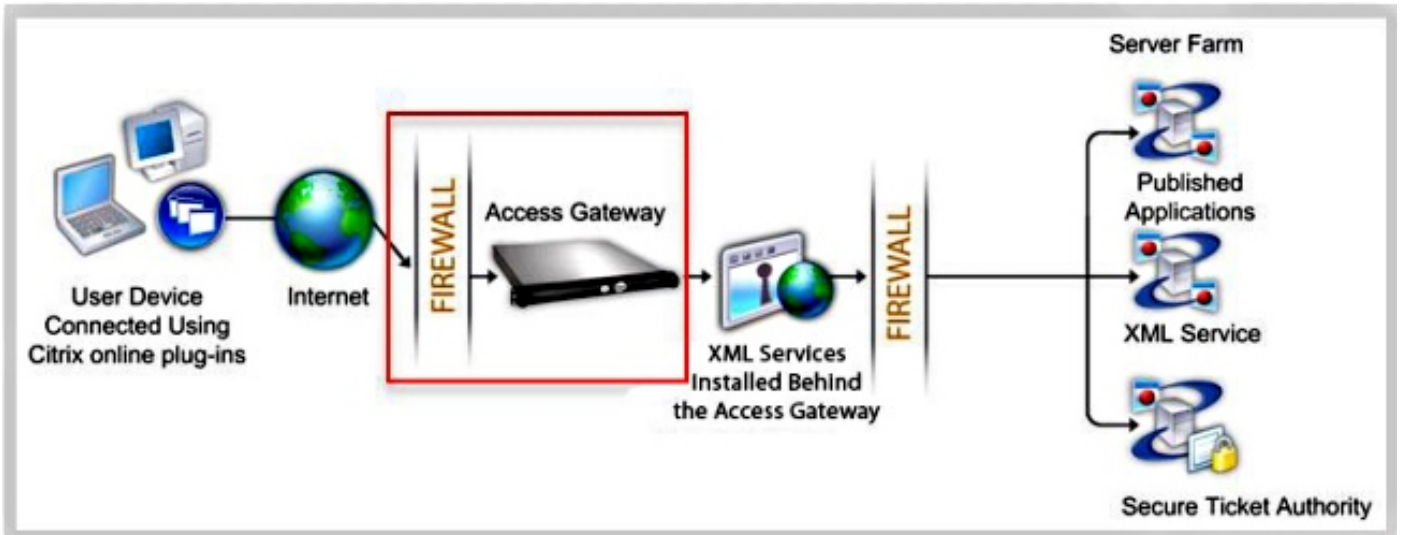 Server Farm
FIREWALL
Access Gateway
FIREWALL
Published
Applications
User Device
Connected Using
Citrix online plug-ins
Internet
XML Services
Installed Behind
the Access Gateway
XML Service
Secure Ticket Authority